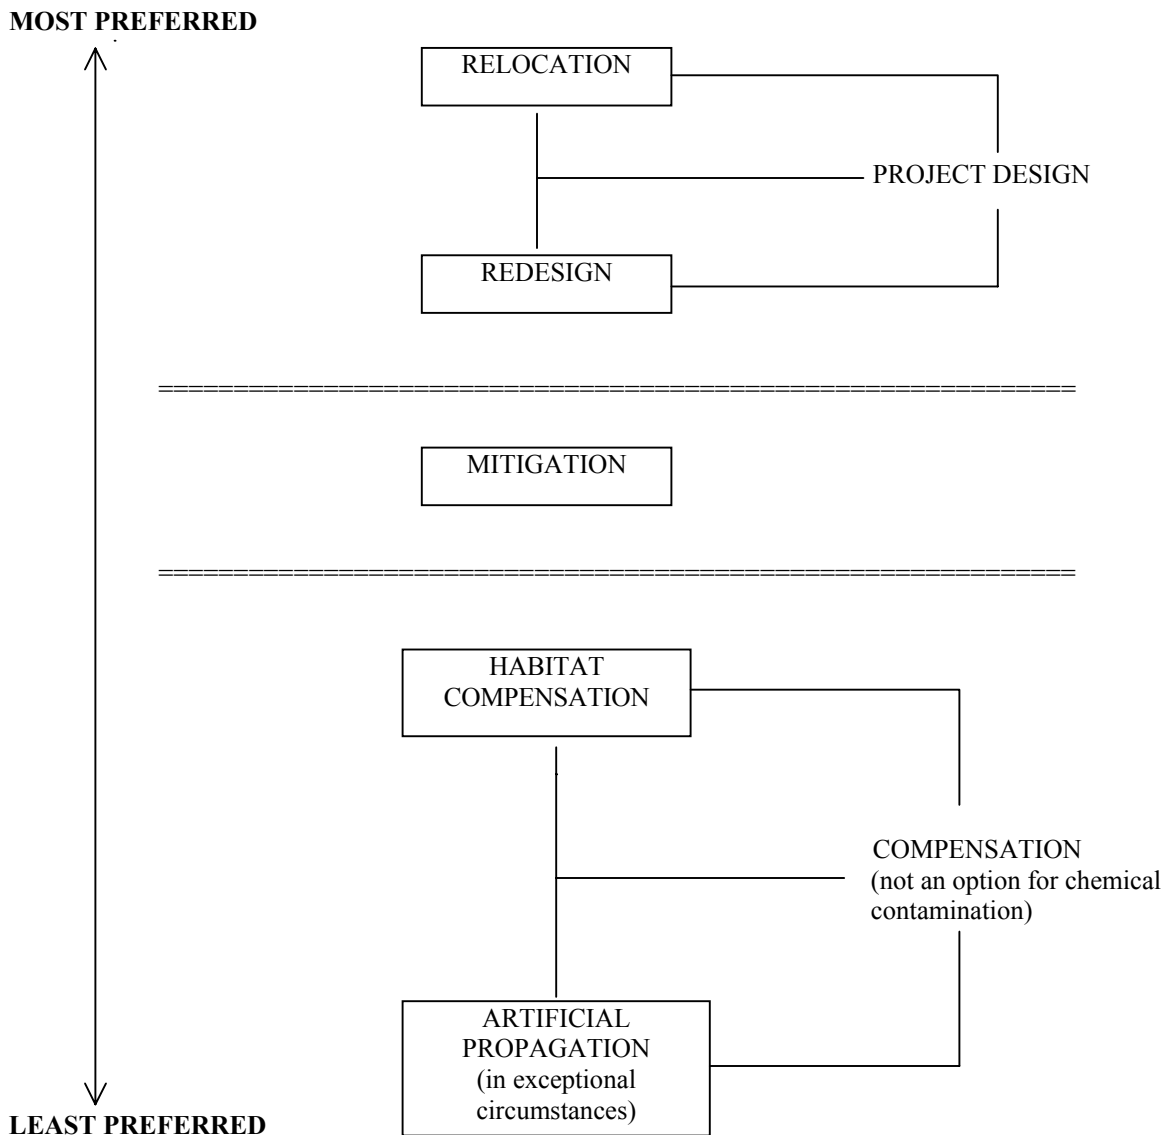 MOST PREFERRED
RELOCATION
PROJECT DESIGN
REDESIGN
MITIGATION
HABITAT
COMPENSATION
COMPENSATION
(not an option for chemical
contamination)
ARTIFICIAL
PROPAGATION
(in exceptional
circumstances)
LEAST PREFERRED